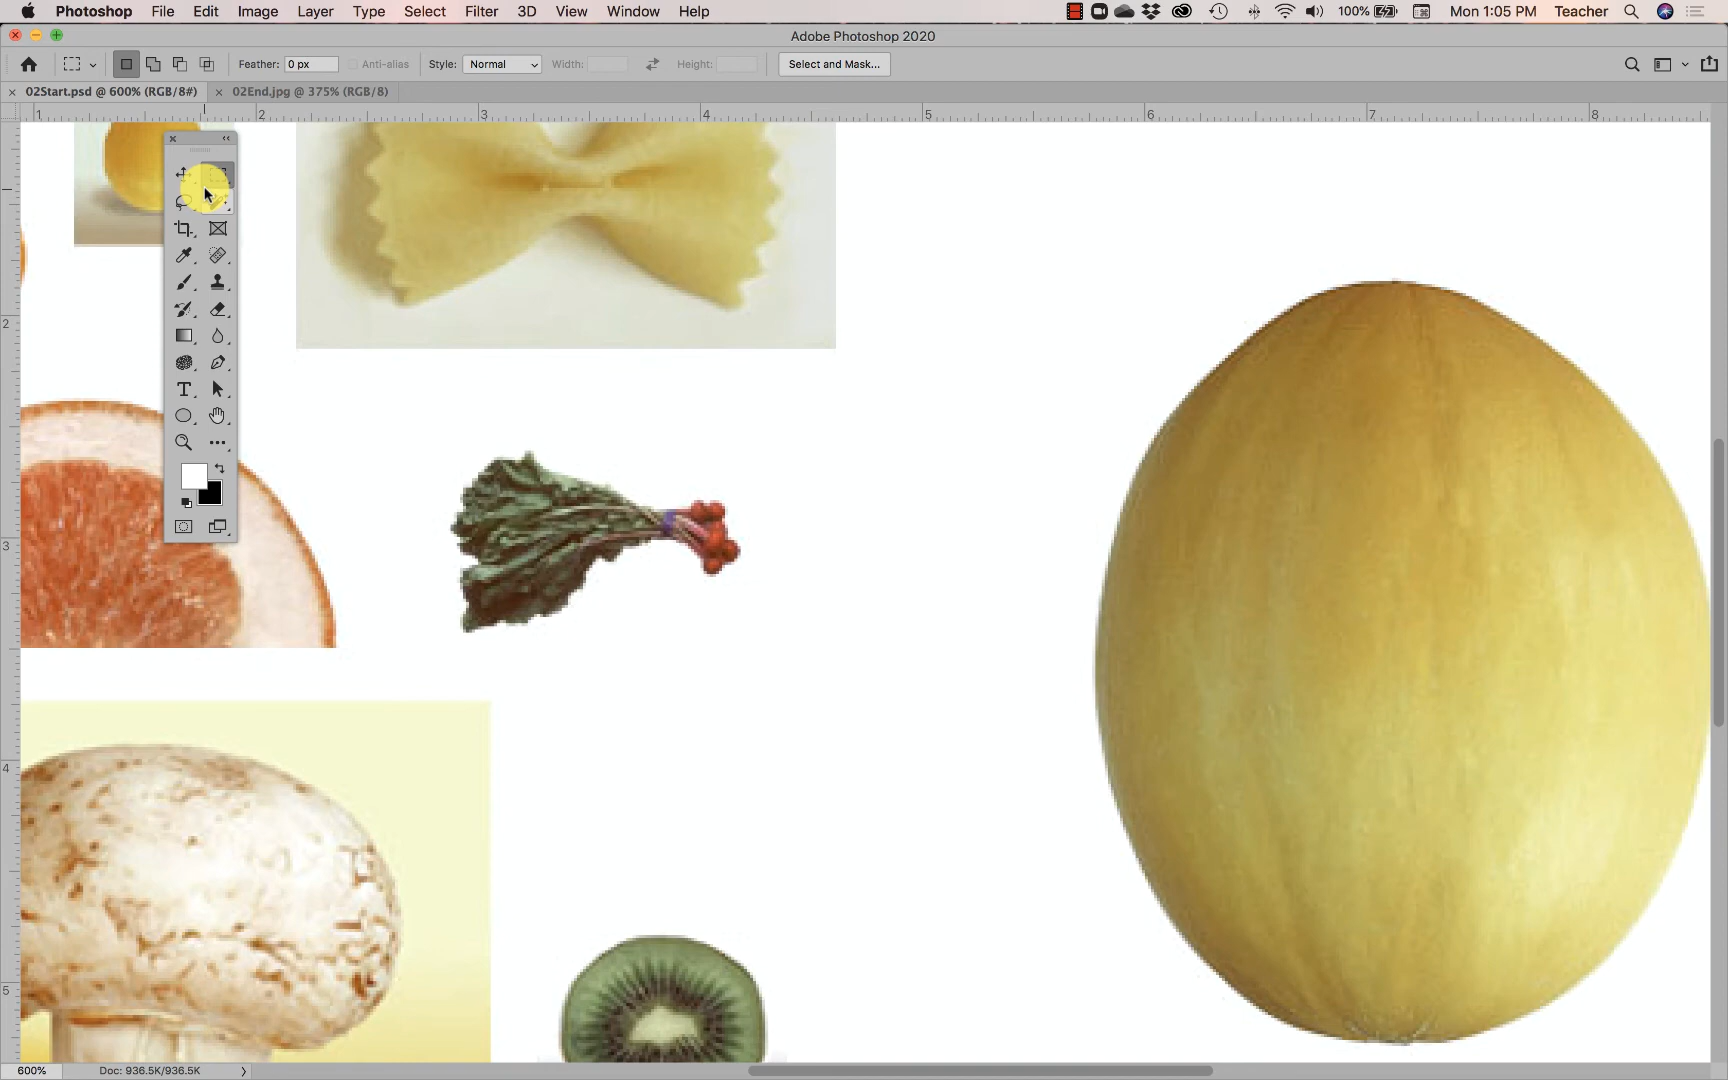 Photoshop File Edit Image Layer Type Select Filter 3D View Window Help 100% Mon 1:05 PM Teacher
Adobe Photoshop 2020
Feather: 0 px Anti-alias Style: Normal Width: Height: Select and Mask...
× 02Start.psd @ 600% (RGB/8#) × 02End.jpg @ 375% (RGB/8)
1 2 3 4 5 6 7 8
2
3
4
5
T
600% Doc: 936.5K/936.5K